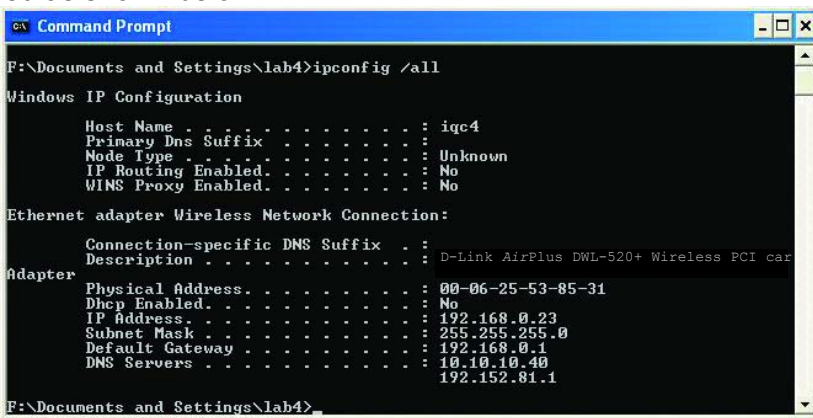 Command Prompt
F:\Documents and Settings\lab4>ipconfig /all
Windows IP Configuration
Host Name . . . . . . . . . . . . : iqc4
Primary Dns Suffix . . . . . . . :
Node Type . . . . . . . . . . . . : Unknown
IP Routing Enabled. . . . . . . . : No
WINS Proxy Enabled. . . . . . . . : No
Ethernet adapter Wireless Network Connection:
Connection-specific DNS Suffix . :
Description . . . . . . . . . . . : D-Link AirPlus DWL-520+ Wireless PCI car
Adapter
Physical Address. . . . . . . . . : 00-06-25-53-85-31
Dhcp Enabled. . . . . . . . . . . : No
IP Address. . . . . . . . . . . . : 192.168.0.23
Subnet Mask . . . . . . . . . . . : 255.255.255.0
Default Gateway . . . . . . . . . : 192.168.0.1
DNS Servers . . . . . . . . . . . : 10.10.10.40
192.152.81.1
F:\Documents and Settings\lab4>_